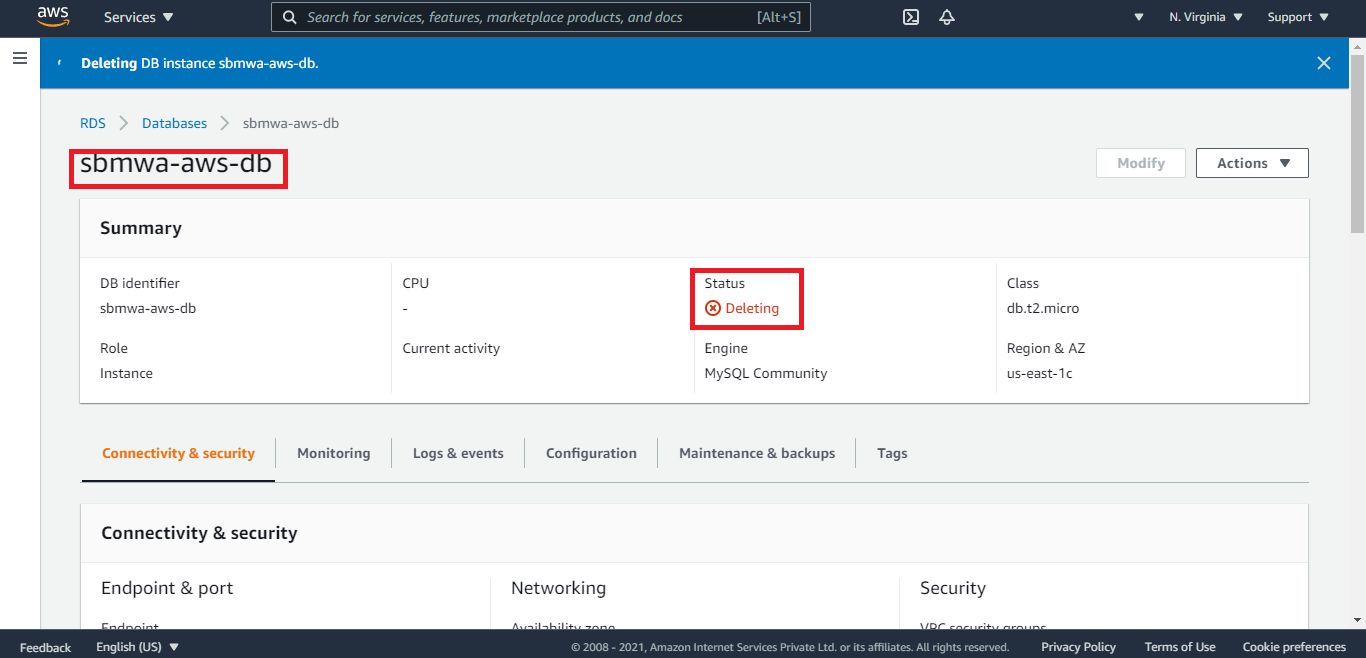 aws Services Search for services, features, marketplace products, and docs [Alt+S] N. Virginia Support
Deleting DB instance sbmwa-aws-db.
RDS Databases sbmwa-aws-db
sbmwa-aws-db Modify Actions
Summary
DB identifier CPU Status Class
sbmwa-aws-db - Deleting db.t2.micro
Role Current activity Engine Region & AZ
Instance MySQL Community us-east-1c
Connectivity & security Monitoring Logs & events Configuration Maintenance & backups Tags
Connectivity & security
Endpoint & port Networking Security
Endpoint Availability zone VPC security groups
Feedback English (US) © 2008 - 2021, Amazon Internet Services Private Ltd. or its affiliates. All rights reserved. Privacy Policy Terms of Use Cookie preferences